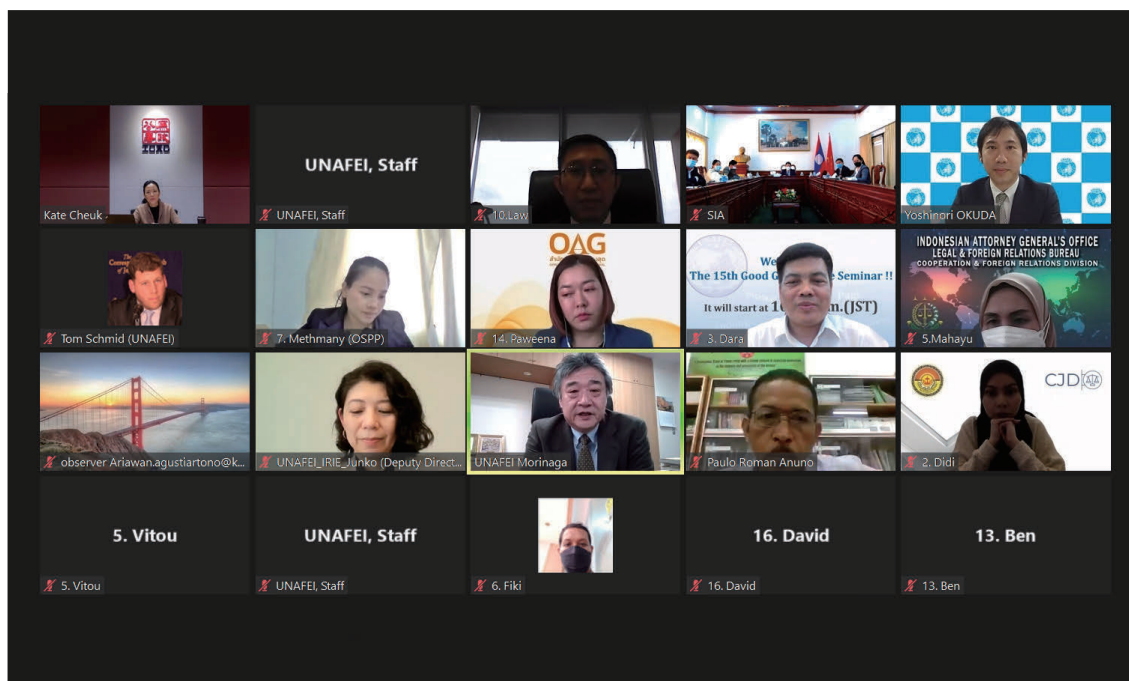 Kate Cheuk
UNAFEI, Staff
UNAFEI, Staff
10.Law
SIA
Yoshinori OKUDA
Tom Schmid (UNAFEI)
7. Methmany (OSPP)
OAG
14. Paweena
We
The 15th Good G e Seminar !!
It will start at 1 m.(JST)
3. Dara
INDONESIAN ATTORNEY GENERAL'S OFFICE
LEGAL & FOREIGN RELATIONS BUREAU
COOPERATION & FOREIGN RELATIONS DIVISION
5.Mahayu
observer Ariawan.agustiartono@k...
UNAFEI_IRIE_Junko (Deputy Direct...
UNAFEI Morinaga
Paulo Roman Anuno
CJD
2. Didi
5. Vitou
5. Vitou
UNAFEI, Staff
UNAFEI, Staff
6. Fiki
16. David
16. David
13. Ben
13. Ben